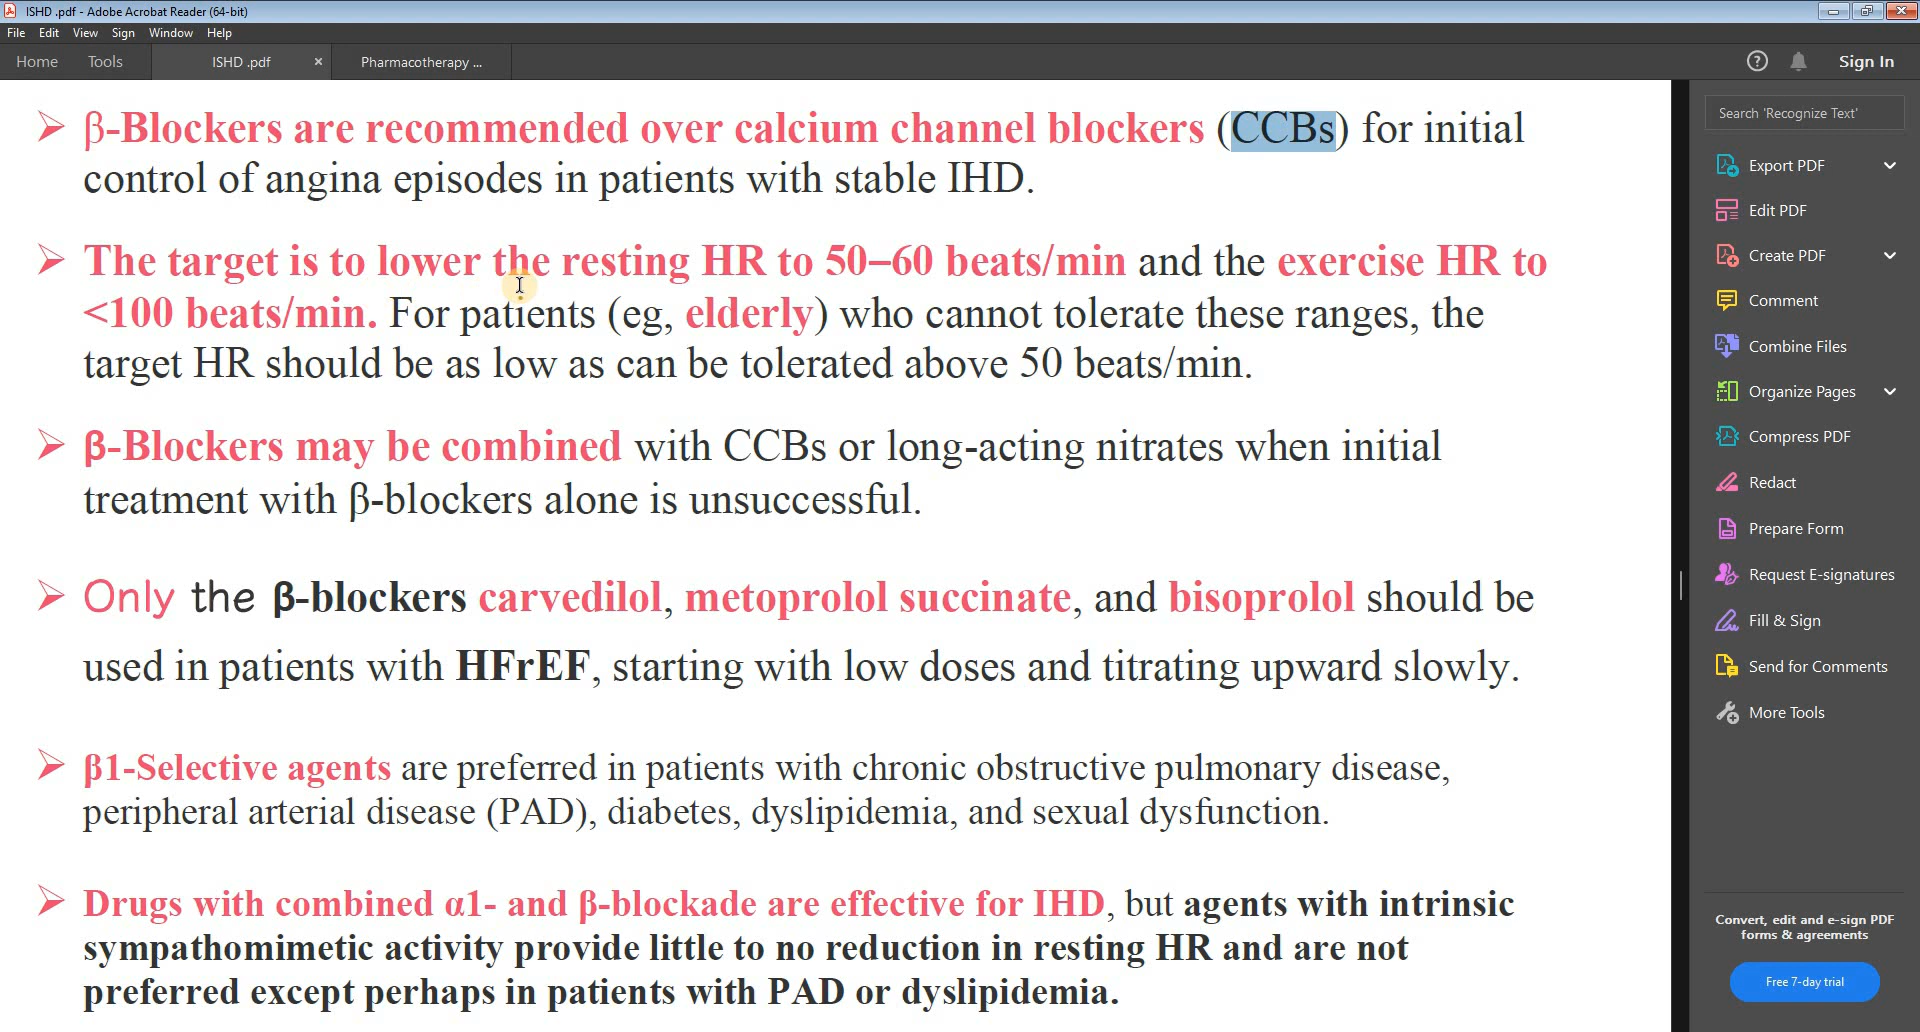 ISHD .pdf - Adobe Acrobat Reader (64-bit)
File Edit View Sign Window Help
Home Tools ISHD .pdf × Pharmacotherapy ... ? Sign In
➢ β-Blockers are recommended over calcium channel blockers (CCBs) for initial
control of angina episodes in patients with stable IHD.
➢ The target is to lower the resting HR to 50–60 beats/min and the exercise HR to
<100 beats/min. For patients (eg, elderly) who cannot tolerate these ranges, the
target HR should be as low as can be tolerated above 50 beats/min.
➢ β-Blockers may be combined with CCBs or long-acting nitrates when initial
treatment with β-blockers alone is unsuccessful.
➢ Only the β-blockers carvedilol, metoprolol succinate, and bisoprolol should be
used in patients with HFrEF, starting with low doses and titrating upward slowly.
➢ β1-Selective agents are preferred in patients with chronic obstructive pulmonary disease,
peripheral arterial disease (PAD), diabetes, dyslipidemia, and sexual dysfunction.
➢ Drugs with combined α1- and β-blockade are effective for IHD, but agents with intrinsic
sympathomimetic activity provide little to no reduction in resting HR and are not
preferred except perhaps in patients with PAD or dyslipidemia.
Search 'Recognize Text'
Export PDF
Edit PDF
Create PDF
Comment
Combine Files
Organize Pages
Compress PDF
Redact
Prepare Form
Request E-signatures
Fill & Sign
Send for Comments
More Tools
Convert, edit and e-sign PDF
forms & agreements
Free 7-day trial